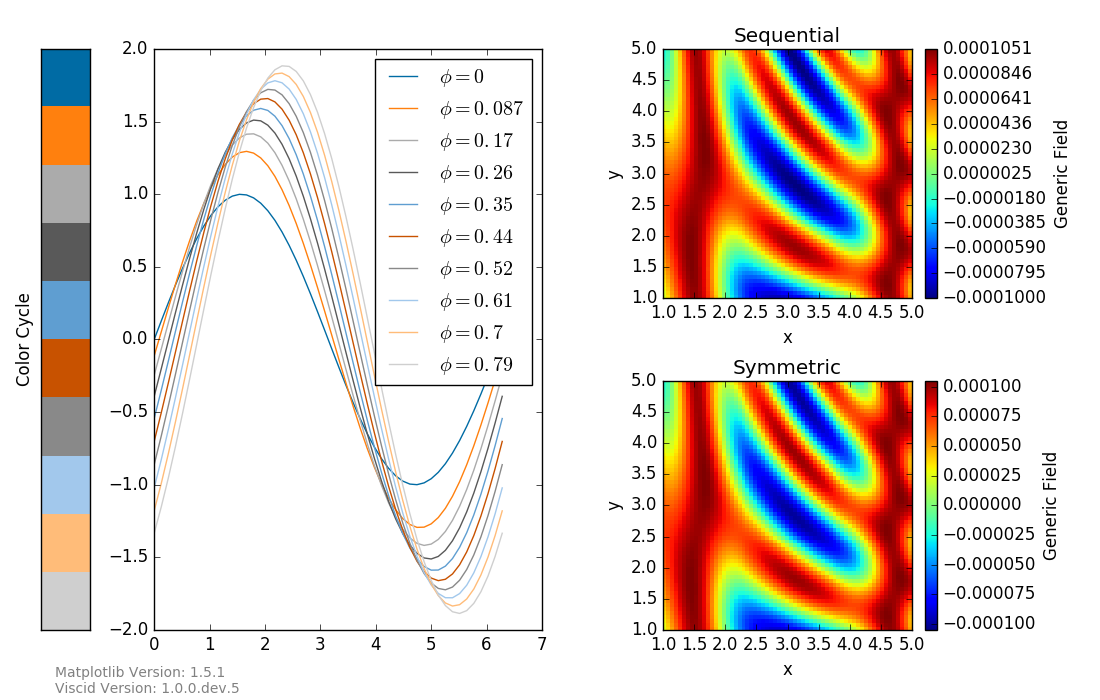 Color Cycle
2.0
1.5
1.0
0.5
0.0
−0.5
−1.0
−1.5
−2.0
0 1 2 3 4 5 6 7
ϕ = 0
ϕ = 0.087
ϕ = 0.17
ϕ = 0.26
ϕ = 0.35
ϕ = 0.44
ϕ = 0.52
ϕ = 0.61
ϕ = 0.7
ϕ = 0.79
Sequential
y
5.0
4.5
4.0
3.5
3.0
2.5
2.0
1.5
1.0
1.0 1.5 2.0 2.5 3.0 3.5 4.0 4.5 5.0
x
0.0001051
0.0000846
0.0000641
0.0000436
0.0000230
0.0000025
−0.0000180
−0.0000385
−0.0000590
−0.0000795
−0.0001000
Generic Field
Symmetric
y
5.0
4.5
4.0
3.5
3.0
2.5
2.0
1.5
1.0
1.0 1.5 2.0 2.5 3.0 3.5 4.0 4.5 5.0
x
0.000100
0.000075
0.000050
0.000025
0.000000
−0.000025
−0.000050
−0.000075
−0.000100
Generic Field
Matplotlib Version: 1.5.1
Viscid Version: 1.0.0.dev.5